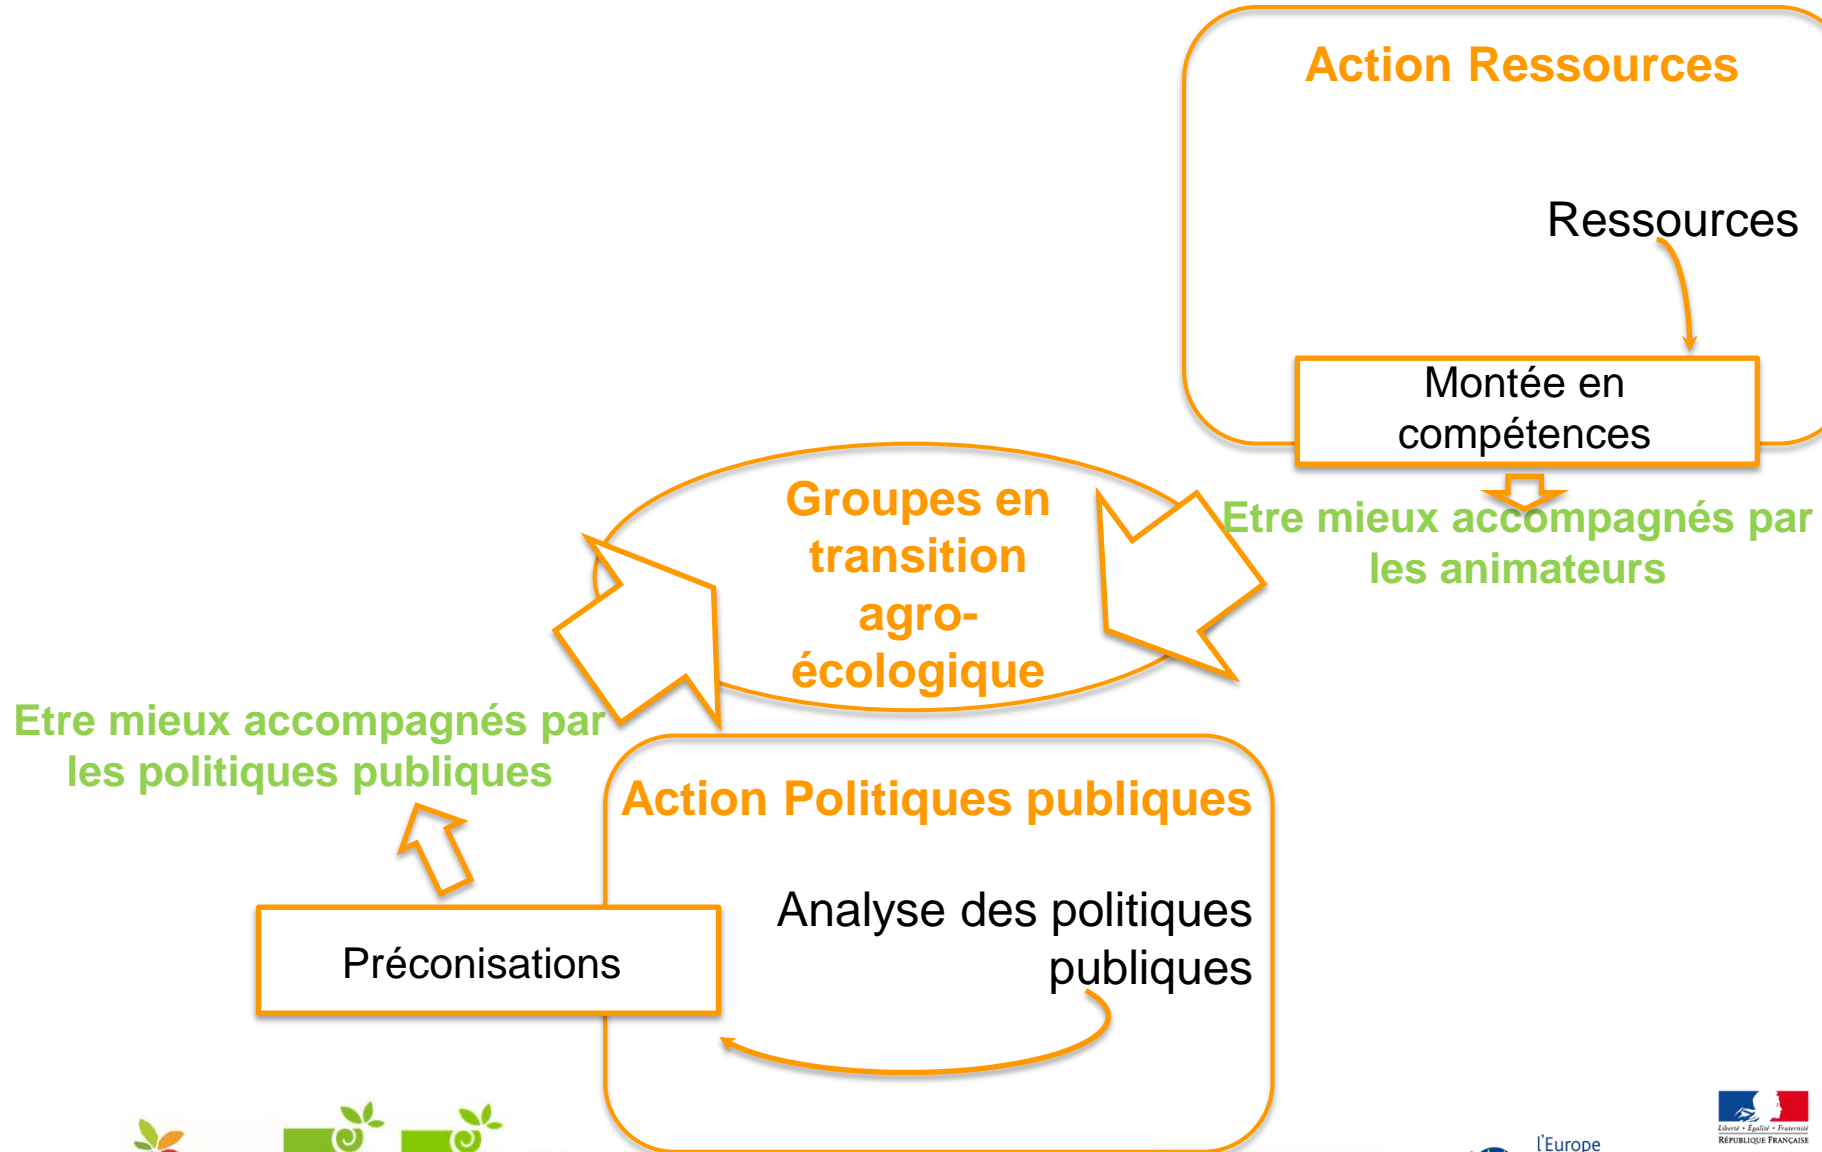 Action Ressources
Ressources
Montée en
compétences
Etre mieux accompagnés par
les animateurs
Groupes en
transition
agro-
écologique
Etre mieux accompagnés par
les politiques publiques
Action Politiques publiques
Analyse des politiques
publiques
Préconisations
l'Europe
Liberté • Égalité • Fraternité
RÉPUBLIQUE FRANÇAISE